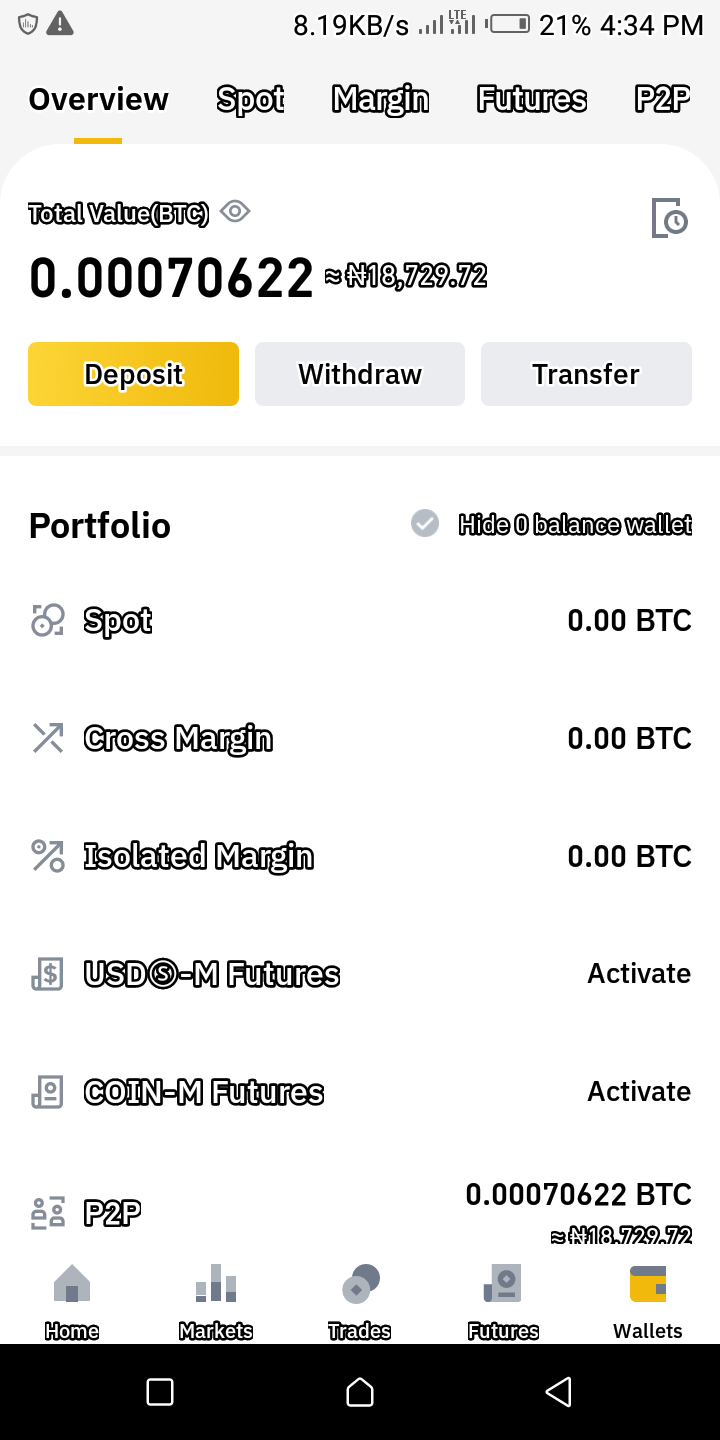 8.19KB/s LTE 21% 4:34 PM
Overview Spot Margin Futures P2P
Total Value(BTC)
0.00070622 ≈ ₦18,729.72
Deposit Withdraw Transfer
Portfolio Hide 0 balance wallet
Spot 0.00 BTC
Cross Margin 0.00 BTC
Isolated Margin 0.00 BTC
USDⓈ-M Futures Activate
COIN-M Futures Activate
P2P 0.00070622 BTC
≈ ₦18,729.72
Home Markets Trades Futures Wallets